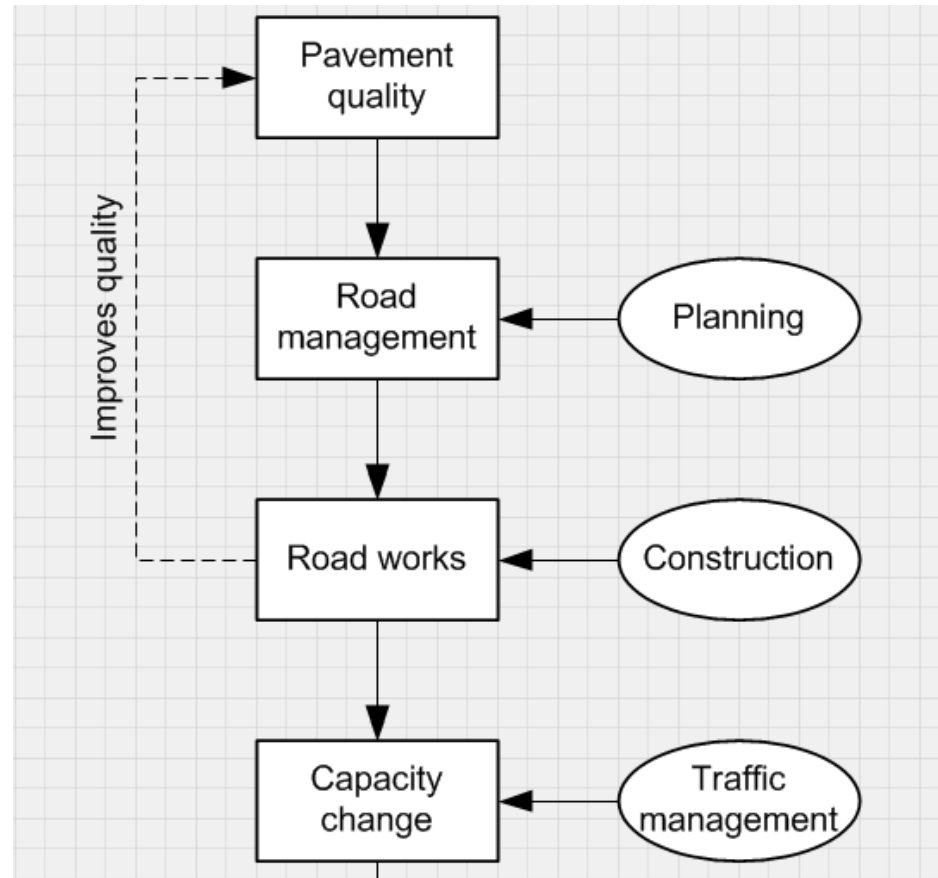 Pavement
quality
Improves quality
Road
management
Planning
Road works
Construction
Capacity
change
Traffic
management